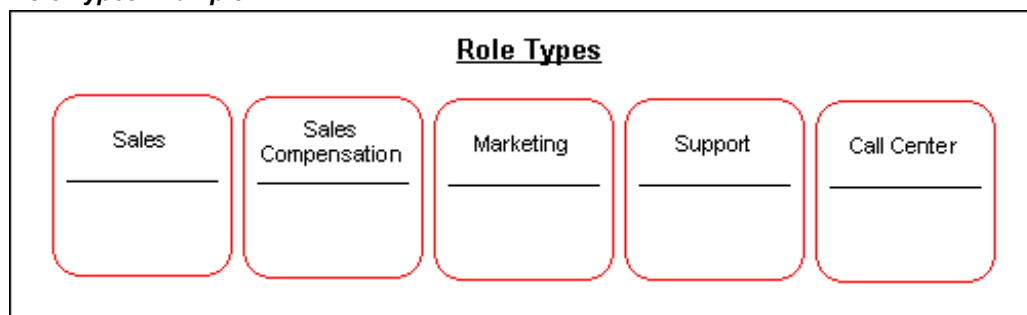 Role Types
Sales
Sales
Compensation
Marketing
Support
Call Center